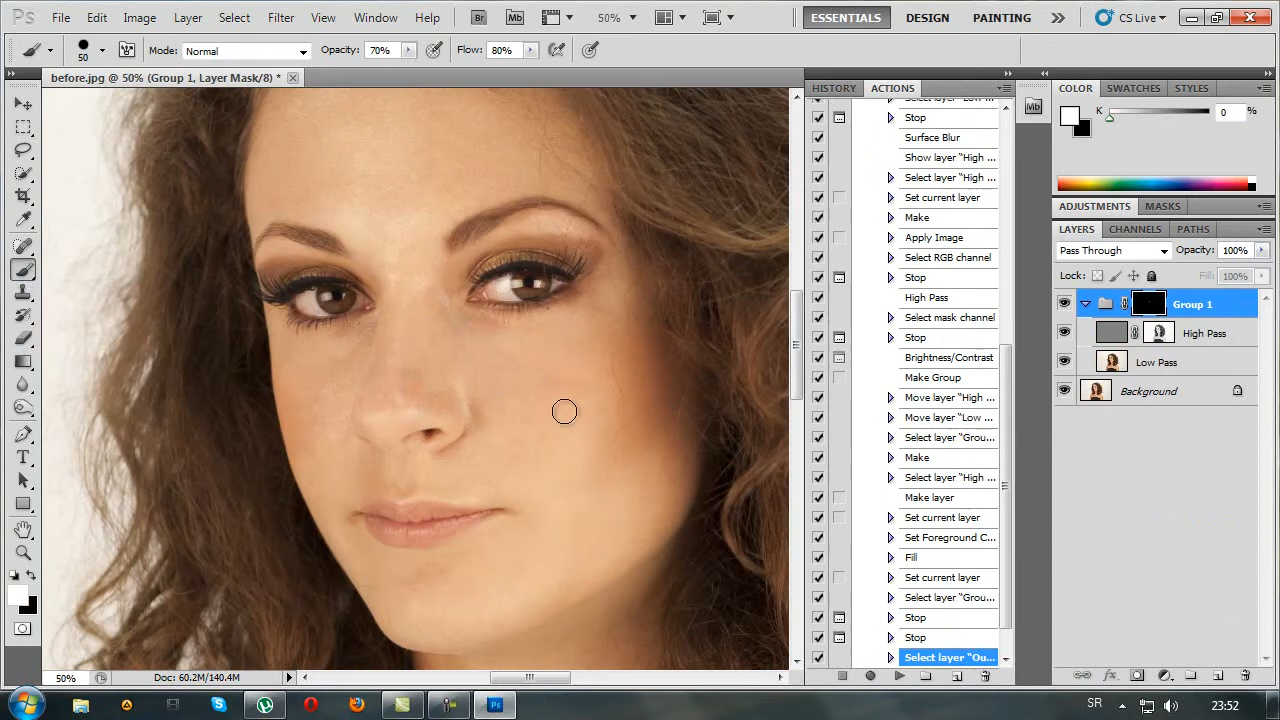 Ps File Edit Image Layer Select Filter View Window Help Br Mb 50% ESSENTIALS DESIGN PAINTING CS Live
50 Mode: Normal Opacity: 70% Flow: 80%
before.jpg @ 50% (Group 1, Layer Mask/8) *
HISTORY ACTIONS
Stop
Surface Blur
Show layer “High ...
Select layer “High ...
Set current layer
Make
Apply Image
Select RGB channel
Stop
High Pass
Select mask channel
Stop
Brightness/Contrast
Make Group
Move layer “High ...
Move layer “Low ...
Select layer “Grou...
Make
Select layer “High ...
Make layer
Set current layer
Set Foreground C...
Fill
Set current layer
Select layer “Grou...
Stop
Stop
Select layer “Ou...
Mb
COLOR SWATCHES STYLES
K 0 %
ADJUSTMENTS MASKS
LAYERS CHANNELS PATHS
Pass Through Opacity: 100%
Lock: Fill: 100%
Group 1
High Pass
Low Pass
Background
50% Doc: 60.2M/140.4M
Ps SR 23:52